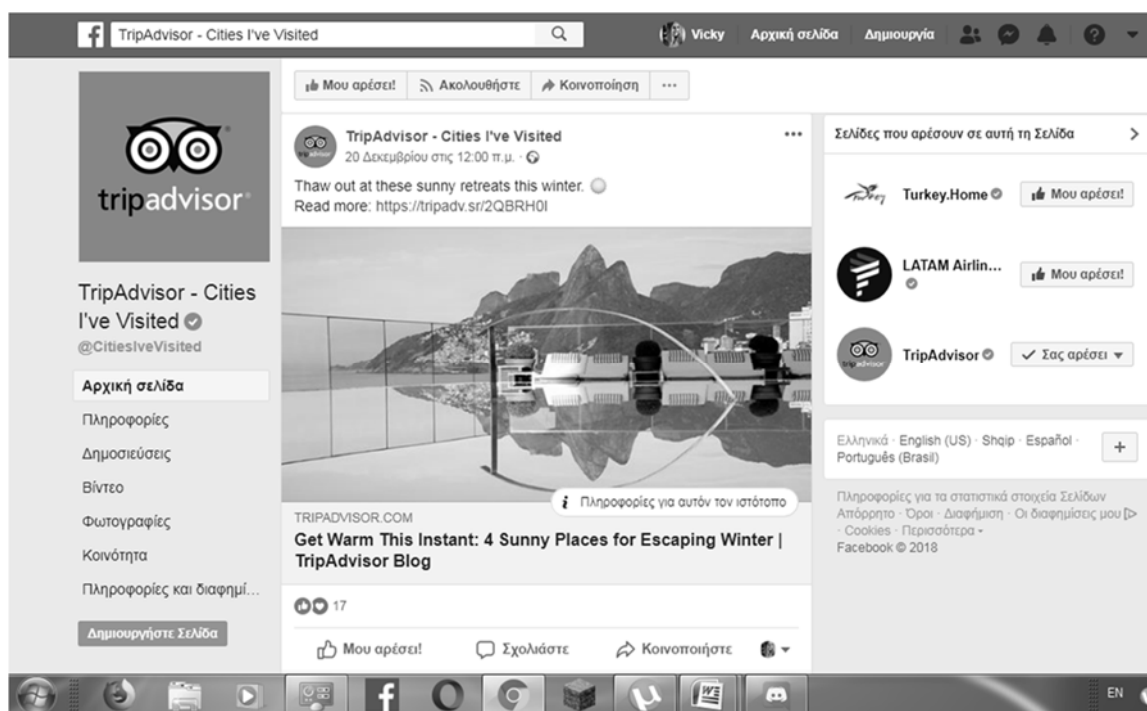 TripAdvisor - Cities I've Visited
Vicky
Αρχική σελίδα
Δημιουργία
tripadvisor®
TripAdvisor - Cities
I've Visited
@CitiesIveVisited
Αρχική σελίδα
Πληροφορίες
Δημοσιεύσεις
Βίντεο
Φωτογραφίες
Κοινότητα
Πληροφορίες και διαφημί...
Δημιουργήστε Σελίδα
Μου αρέσει!
Ακολουθήστε
Κοινοποίηση
TripAdvisor - Cities I've Visited
20 Δεκεμβρίου στις 12:00 π.μ.
Thaw out at these sunny retreats this winter.
Read more: https://tripadv.sr/2QBRH0I
Πληροφορίες για αυτόν τον ιστότοπο
TRIPADVISOR.COM
Get Warm This Instant: 4 Sunny Places for Escaping Winter |
TripAdvisor Blog
17
Μου αρέσει!
Σχολιάστε
Κοινοποιήστε
Σελίδες που αρέσουν σε αυτή τη Σελίδα
Turkey.Home
Μου αρέσει!
LATAM Airlin...
Μου αρέσει!
TripAdvisor
Σας αρέσει
Ελληνικά · English (US) · Shqip · Español ·
Português (Brasil)
Πληροφορίες για τα στατιστικά στοιχεία Σελίδων
Απόρρητο · Όροι · Διαφήμιση · Οι διαφημίσεις μου
· Cookies · Περισσότερα
Facebook © 2018
EN